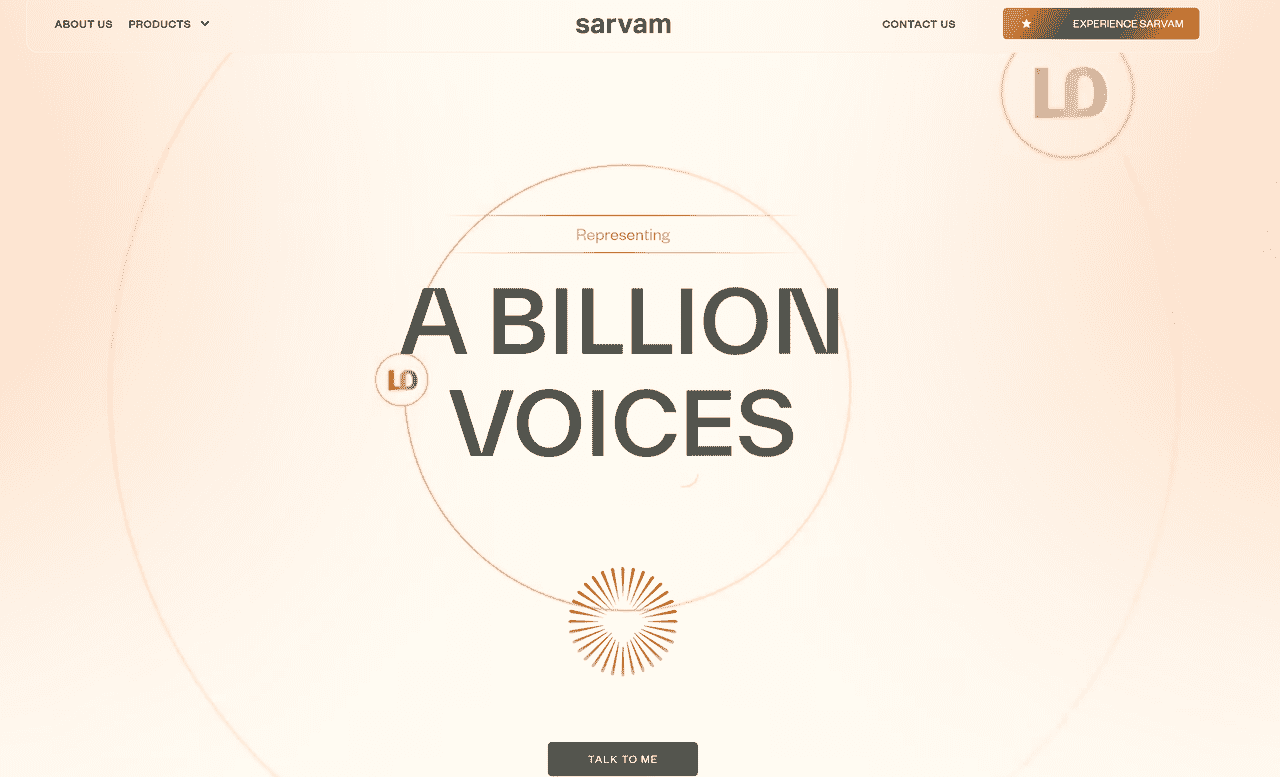 ABOUT US
PRODUCTS
sarvam
CONTACT US
EXPERIENCE SARVAM
Representing
A BILLION
VOICES
TALK TO ME